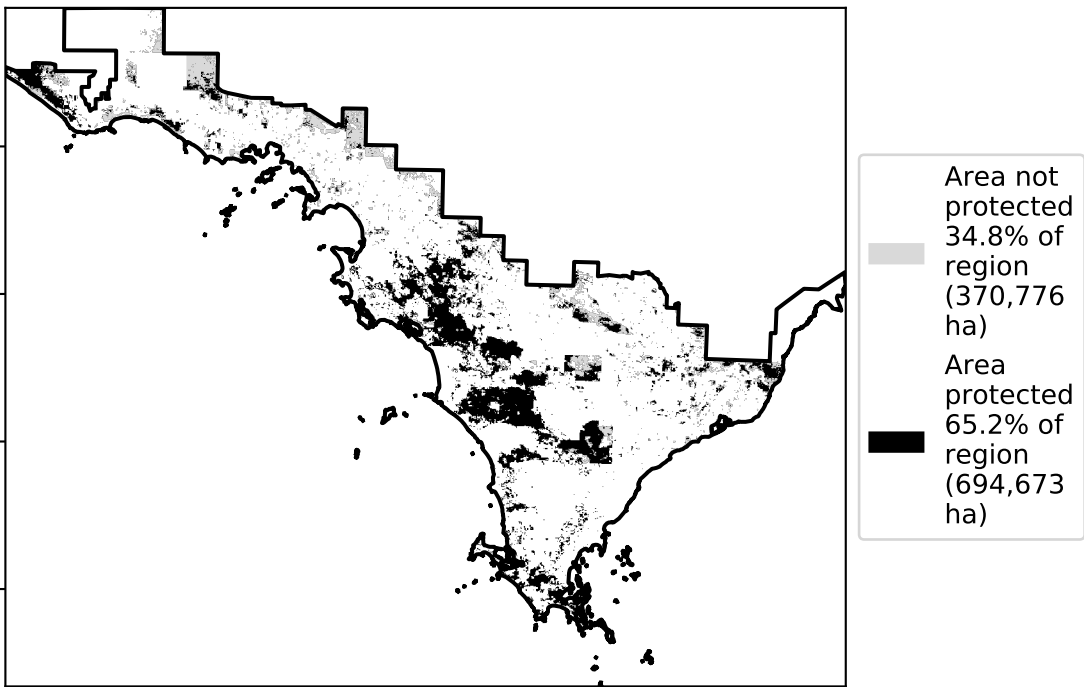 Area not
protected
34.8% of
region
(370,776
ha)
Area
protected
65.2% of
region
(694,673
ha)